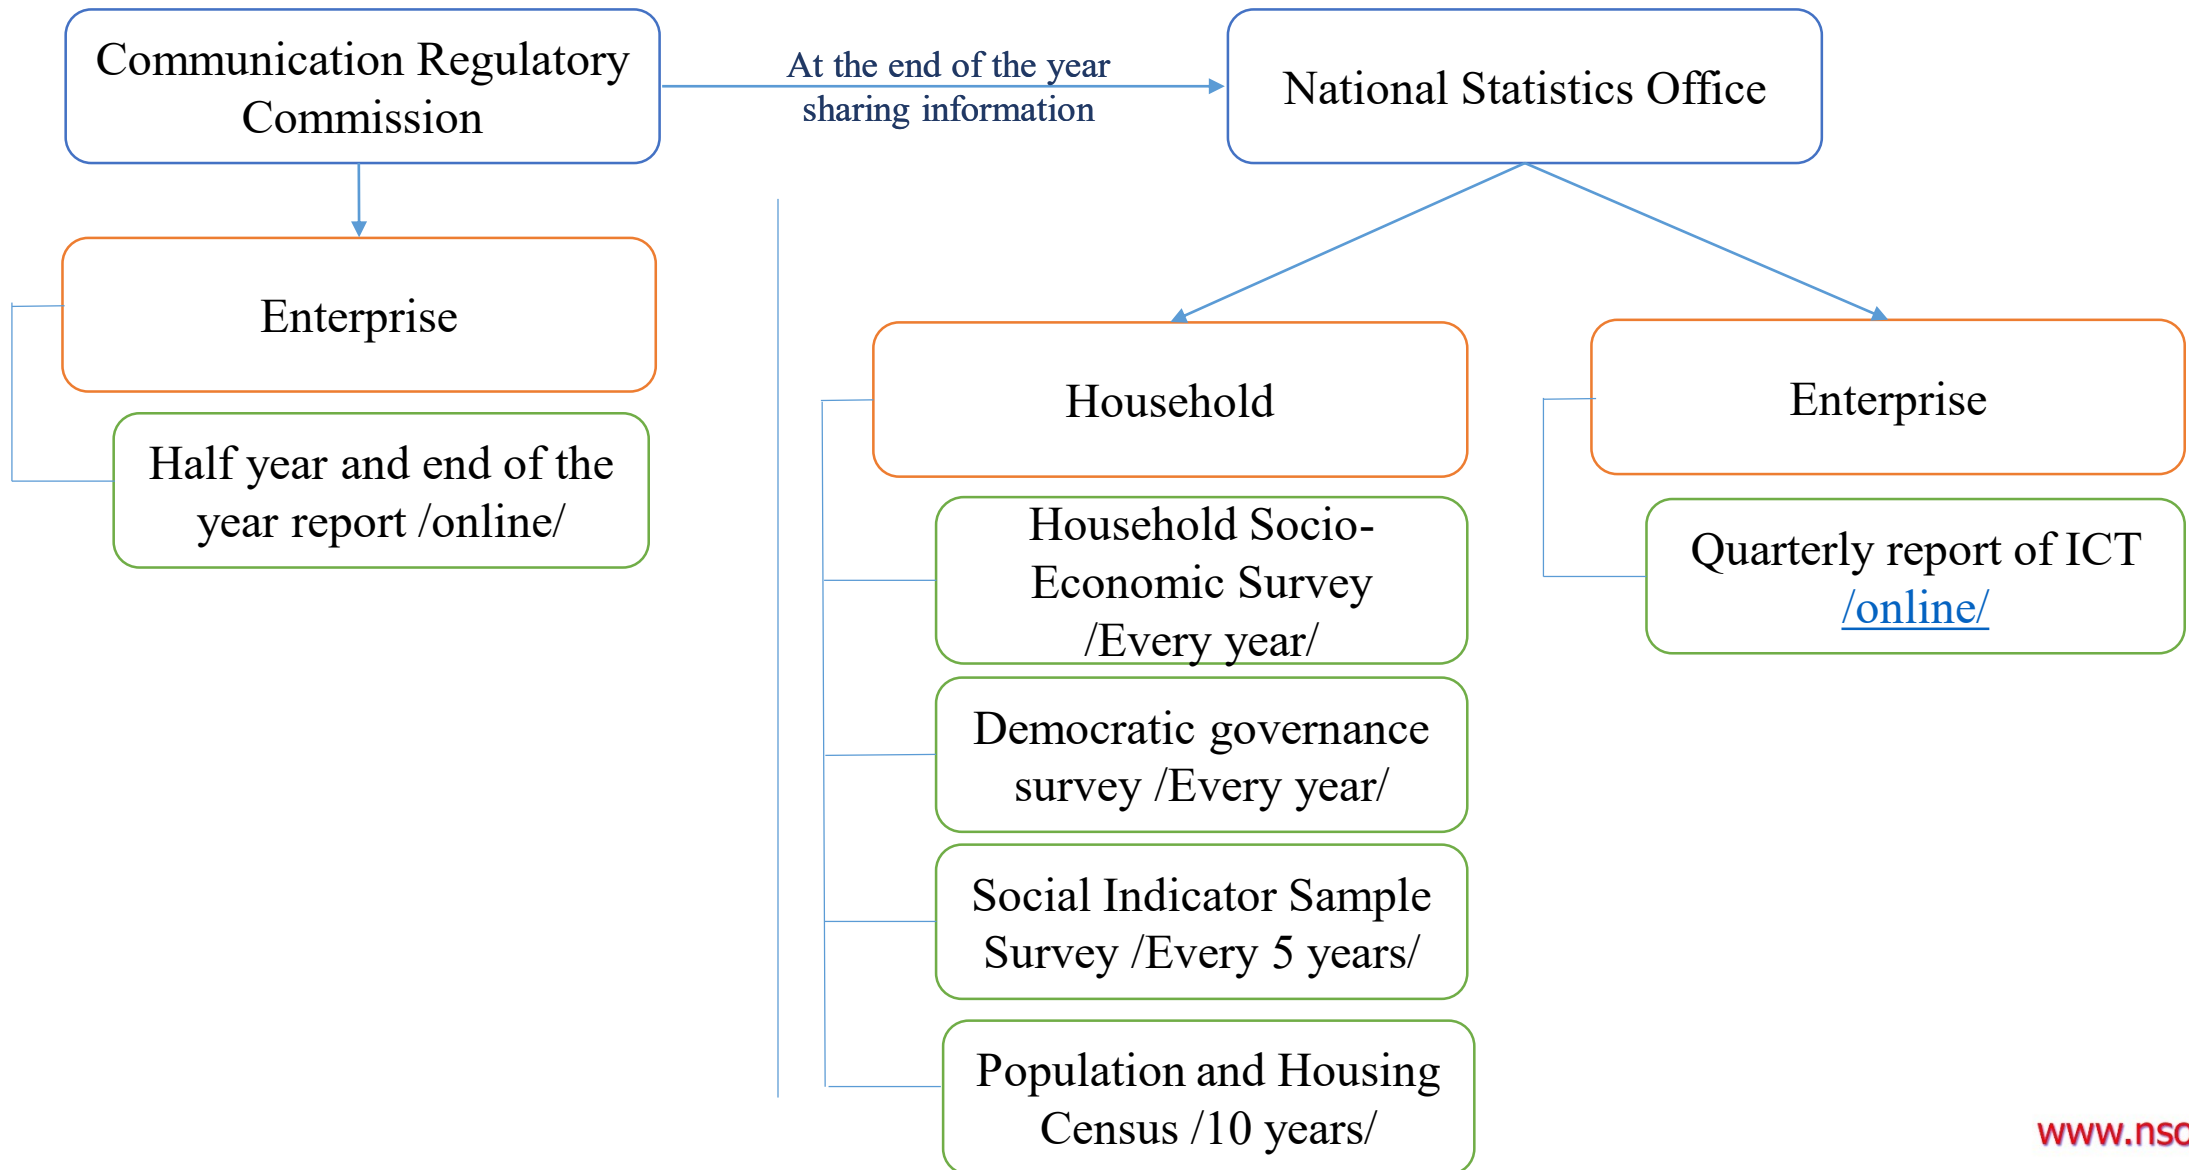 Communication Regulatory
Commission
At the end of the year
sharing information
National Statistics Office
Enterprise
Half year and end of the
year report /online/
Household
Household Socio-
Economic Survey
/Every year/
Democratic governance
survey /Every year/
Social Indicator Sample
Survey /Every 5 years/
Population and Housing
Census /10 years/
Enterprise
Quarterly report of ICT
/online/
www.nso